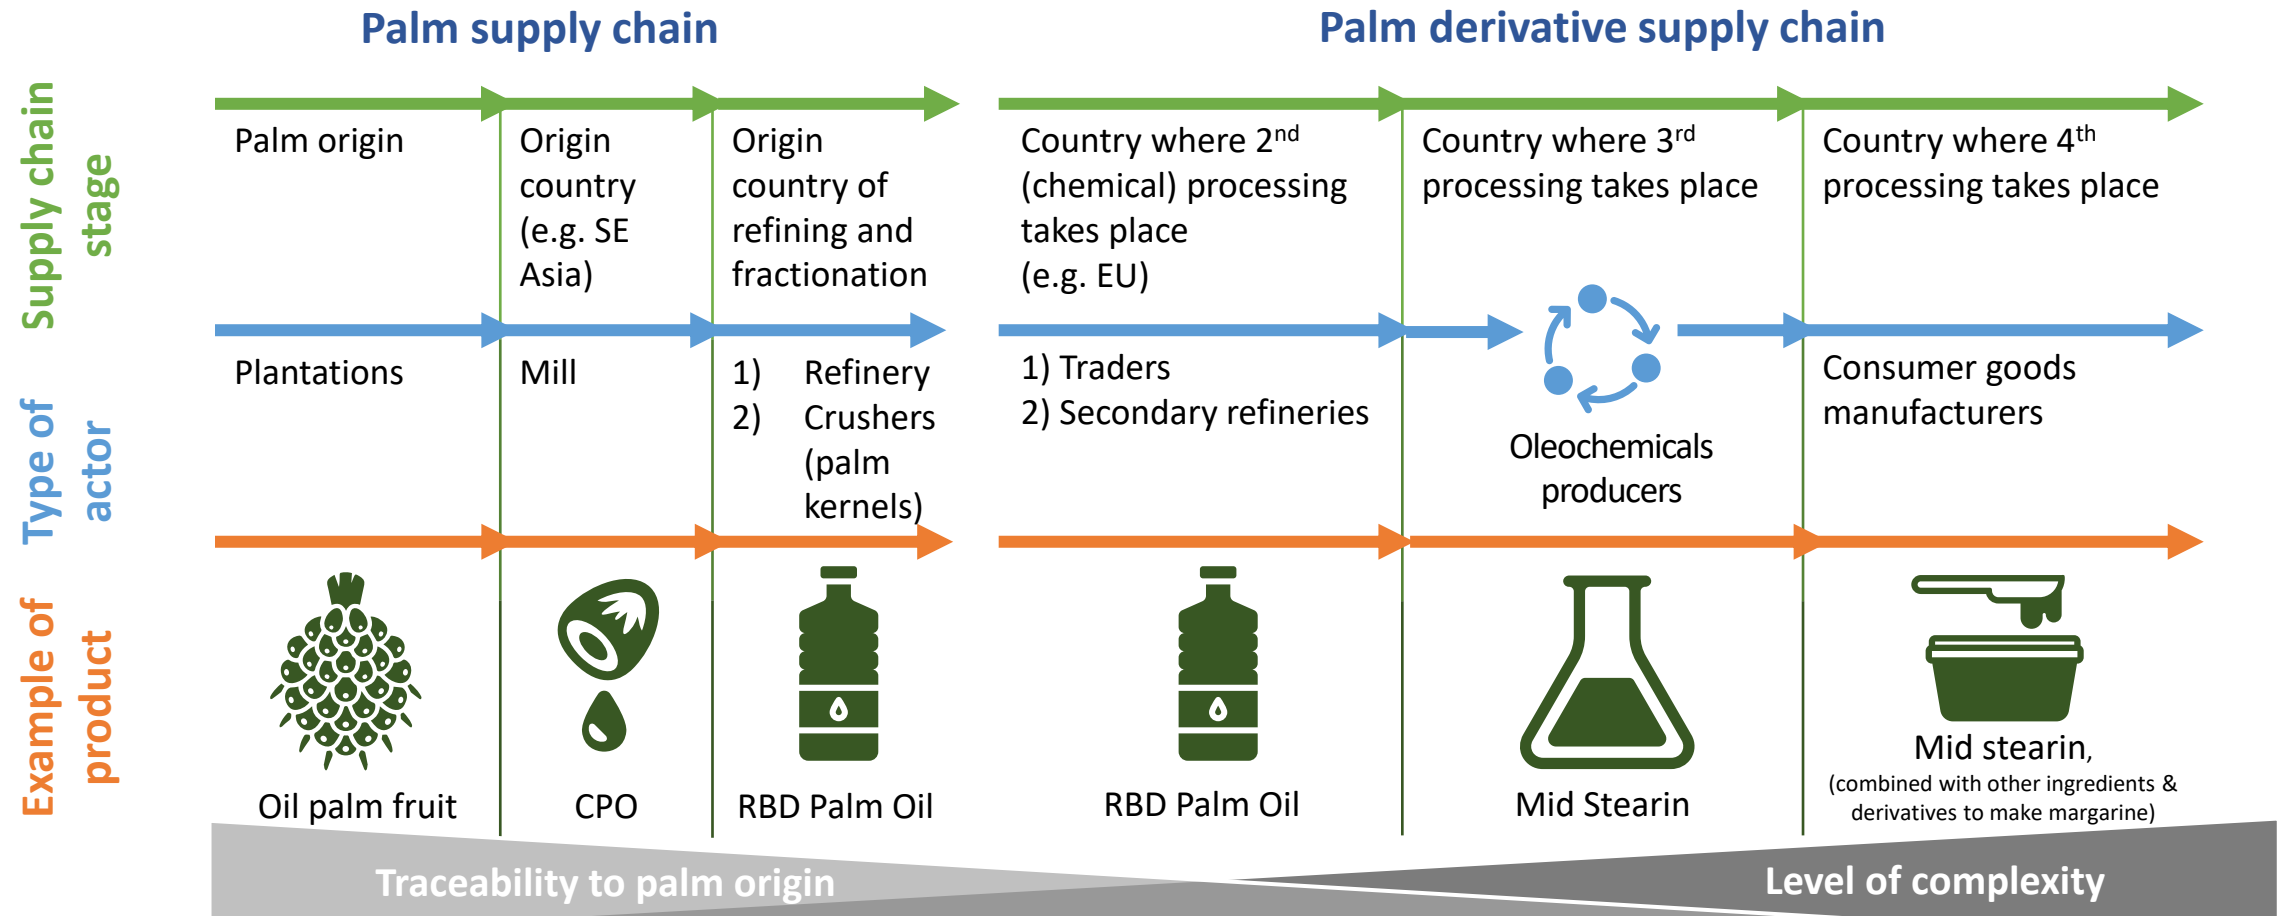 Palm supply chain
Palm derivative supply chain
Supply chain
stage
Palm origin
Origin
country
(e.g. SE
Asia)
Origin
country of
refining and
fractionation
Country where 2nd
(chemical) processing
takes place
(e.g. EU)
Country where 3rd
processing takes place
Country where 4th
processing takes place
Type of
actor
Plantations
Mill
1) Refinery
2) Crushers
(palm
kernels)
1) Traders
2) Secondary refineries
Oleochemicals
producers
Consumer goods
manufacturers
Example of
product
Oil palm fruit
CPO
RBD Palm Oil
RBD Palm Oil
Mid Stearin
Mid stearin,
(combined with other ingredients &
derivatives to make margarine)
Traceability to palm origin
Level of complexity